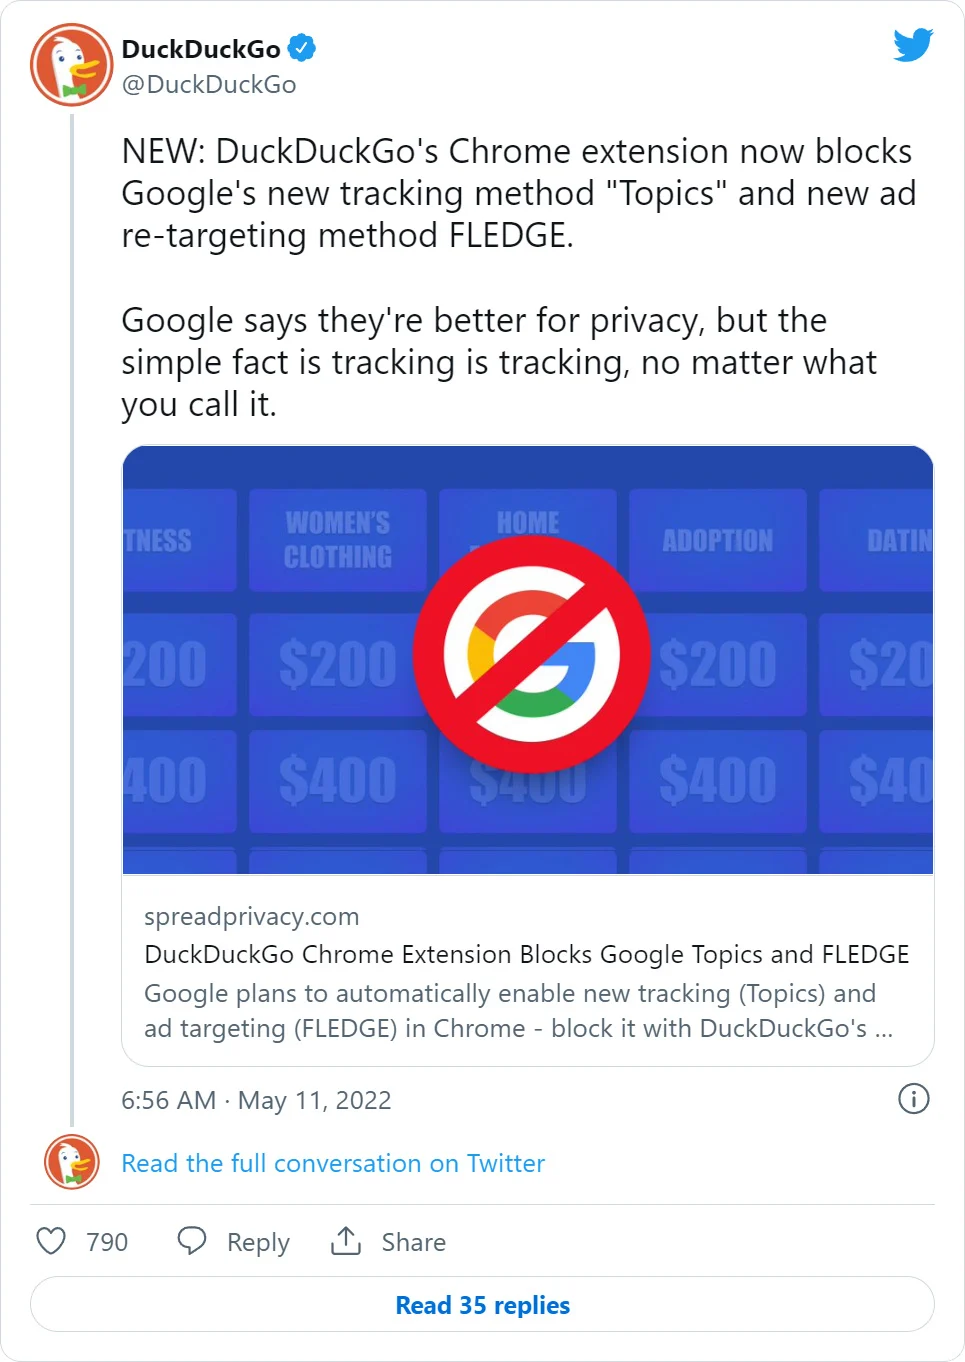 DuckDuckGo
@DuckDuckGo
NEW: DuckDuckGo's Chrome extension now blocks
Google's new tracking method "Topics" and new ad
re-targeting method FLEDGE.
Google says they're better for privacy, but the
simple fact is tracking is tracking, no matter what
you call it.
TNESS
WOMEN'S
CLOTHING
HOME
ADOPTION
DATIN
200
$200
$200
$20
400
$400
$400
$400
$40
spreadprivacy.com
DuckDuckGo Chrome Extension Blocks Google Topics and FLEDGE
Google plans to automatically enable new tracking (Topics) and
ad targeting (FLEDGE) in Chrome - block it with DuckDuckGo's ...
6:56 AM · May 11, 2022
Read the full conversation on Twitter
790 Reply Share
Read 35 replies